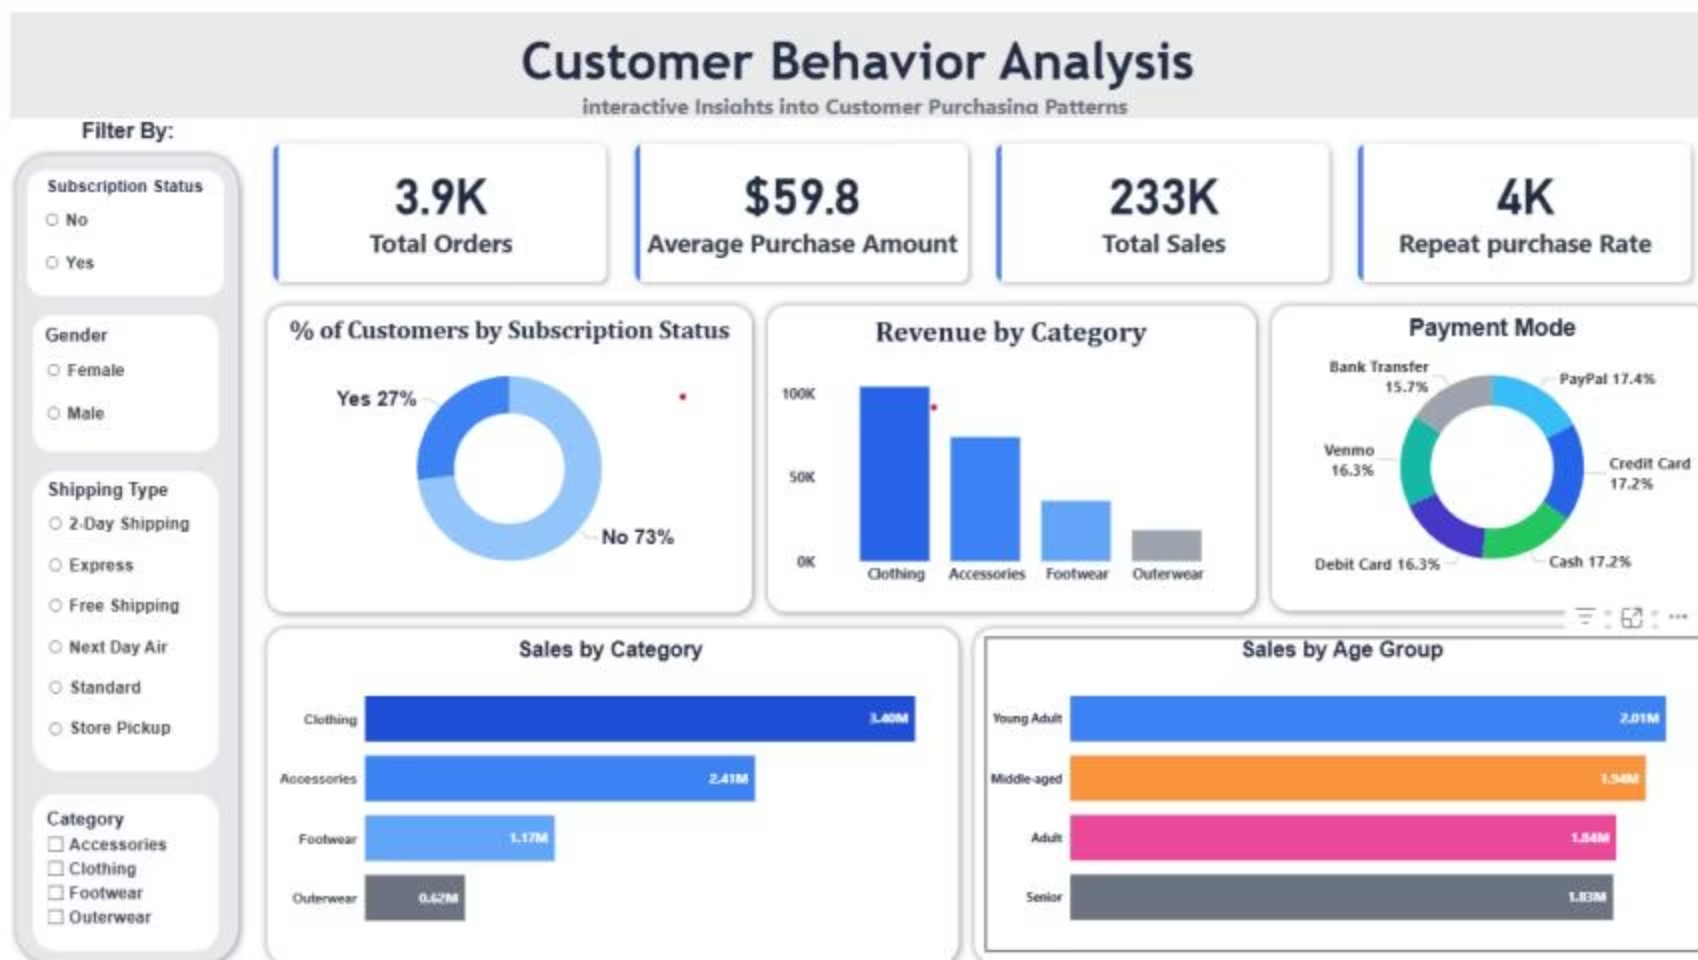 Customer Behavior Analysis
interactive Insights into Customer Purchasing Patterns
Filter By:
Subscription Status
No
Yes
Gender
Female
Male
Shipping Type
2-Day Shipping
Express
Free Shipping
Next Day Air
Standard
Store Pickup
Category
Accessories
Clothing
Footwear
Outerwear
3.9K
Total Orders
$59.8
Average Purchase Amount
233K
Total Sales
4K
Repeat purchase Rate
% of Customers by Subscription Status
Yes 27%
No 73%
Revenue by Category
100K
50K
0K
Clothing
Accessories
Footwear
Outerwear
Payment Mode
Bank Transfer
15.7%
PayPal 17.4%
Venmo
16.3%
Credit Card
17.2%
Debit Card 16.3%
Cash 17.2%
Sales by Category
Clothing
3.40M
Accessories
2.41M
Footwear
1.17M
Outerwear
0.62M
Sales by Age Group
Young Adult
2.01M
Middle-aged
1.94M
Adult
1.84M
Senior
1.83M